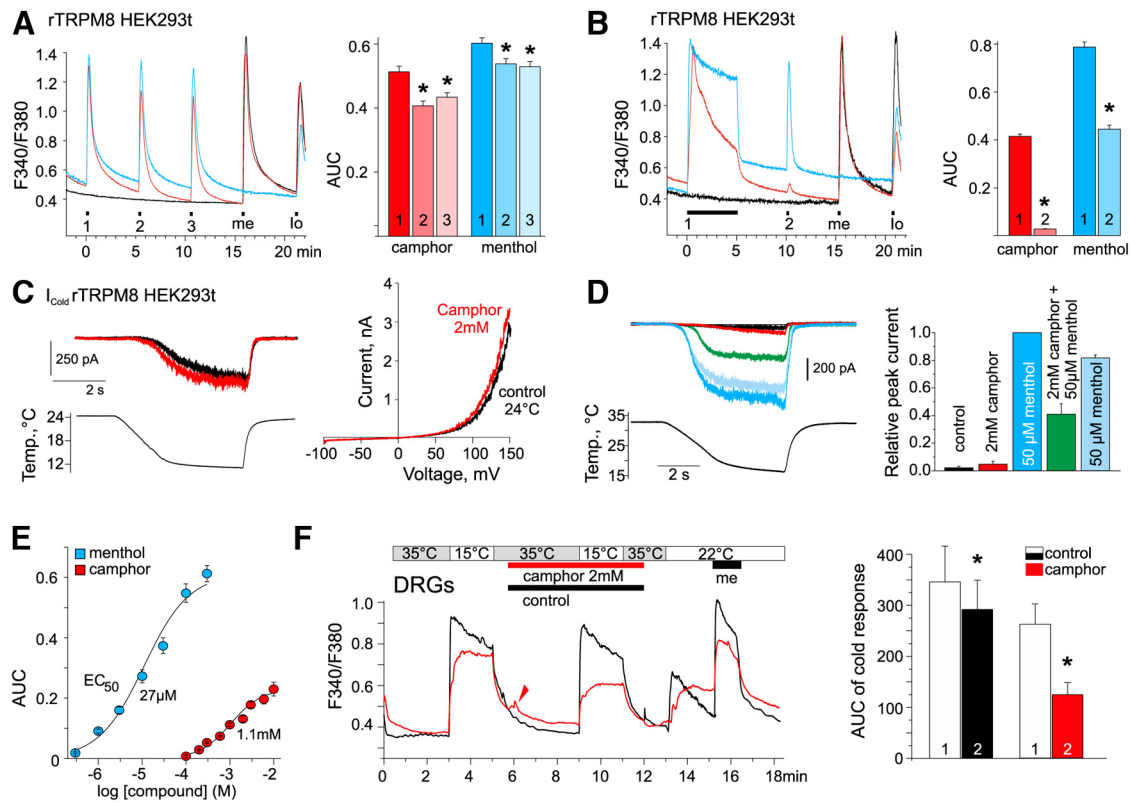 A
rTRPM8 HEK293t
F340/F380
1.4
1.2
1.0
0.8
0.6
0.4
1
2
3
me
Io
0
5
10
15
20 min
AUC
0.6
0.4
0.2
1
2
3
1
2
3
*
*
*
*
camphor
menthol
B
rTRPM8 HEK293t
F340/F380
1.4
1.2
1.0
0.8
0.6
0.4
1
2
me
Io
0
5
10
15
20 min
AUC
0.8
0.6
0.4
0.2
1
2
1
2
*
*
camphor
menthol
C
ICold rTRPM8 HEK293t
250 pA
2 s
Temp., °C
24
18
12
Current, nA
4
3
2
1
Camphor
2mM
control
24°C
-100
-50
0
50
100
150
Voltage, mV
D
200 pA
Temp., °C
35
30
25
20
15
2 s
Relative peak current
1.0
0.8
0.6
0.4
0.2
0.0
control
2mM camphor
50 µM menthol
2mM camphor +
50µM menthol
50 µM menthol
E
menthol
camphor
AUC
0.6
0.4
0.2
0
EC50
27µM
1.1mM
-6
-5
-4
-3
-2
log [compound] (M)
F
35°C
15°C
35°C
15°C
35°C
22°C
camphor 2mM
control
me
DRGs
F340/F380
1.0
0.8
0.6
0.4
0
2
4
6
8
10
12
14
16
18min
AUC of cold response
400
300
200
100
0
control
camphor
*
*
1
2
1
2